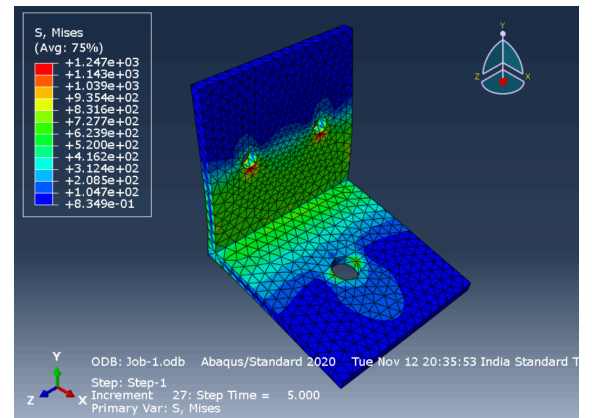 S, Mises
(Avg: 75%)
+1.247e+03
+1.143e+03
+1.039e+03
+9.354e+02
+8.316e+02
+7.277e+02
+6.239e+02
+5.200e+02
+4.162e+02
+3.124e+02
+2.085e+02
+1.047e+02
+8.349e-01
Y
Z X
Y
Z X
ODB: Job-1.odb Abaqus/Standard 2020 Tue Nov 12 20:35:53 India Standard T
Step: Step-1
Increment 27: Step Time = 5.000
Primary Var: S, Mises